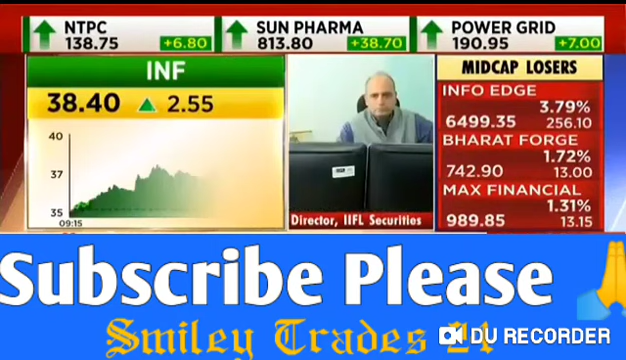 NTPC
138.75 +6.80
SUN PHARMA
813.80 +38.70
POWER GRID
190.95 +7.00
INF
38.40 2.55
40
37
35
09:15
Director, IIFL Securities
MIDCAP LOSERS
INFO EDGE
3.79%
6499.35 256.10
BHARAT FORGE
1.72%
742.90 13.00
MAX FINANCIAL
1.31%
989.85 13.15
Subscribe Please
Smiley Trades
DU RECORDER